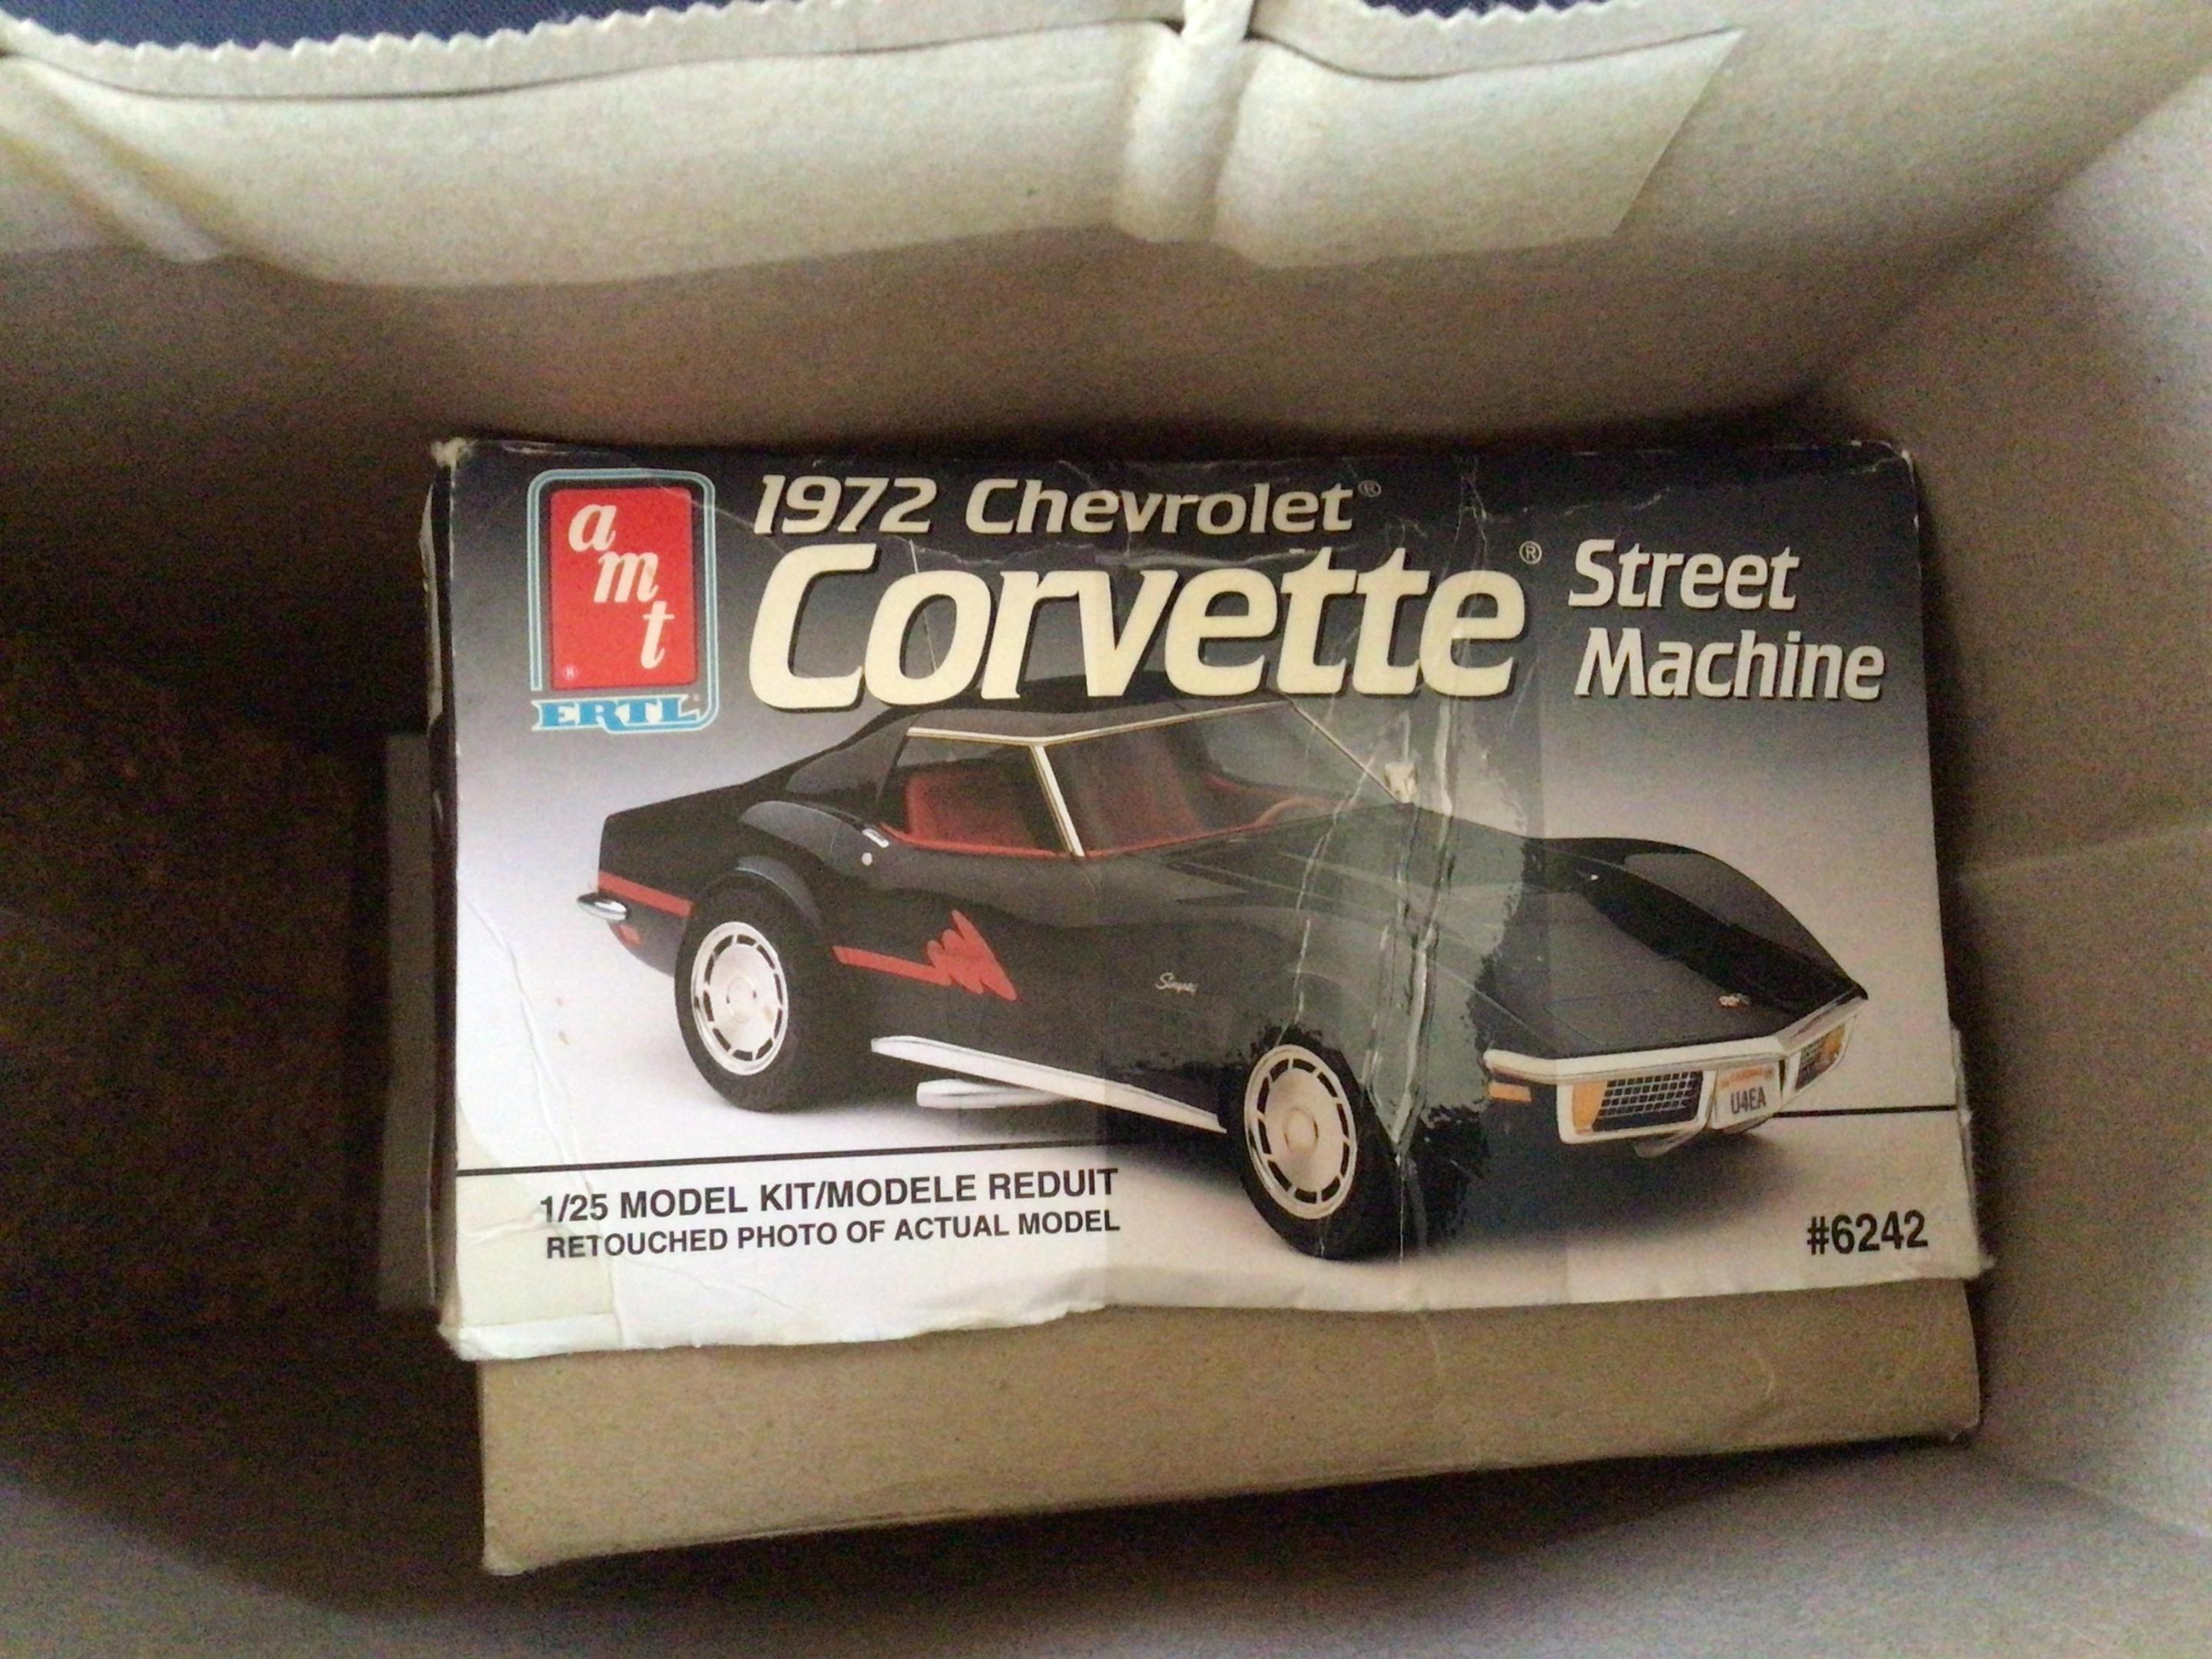 amt
®
ERTL
1972 Chevrolet®
Corvette®
Street
Machine
Stingray
U4EA
1/25 MODEL KIT/MODELE REDUIT
RETOUCHED PHOTO OF ACTUAL MODEL
#6242